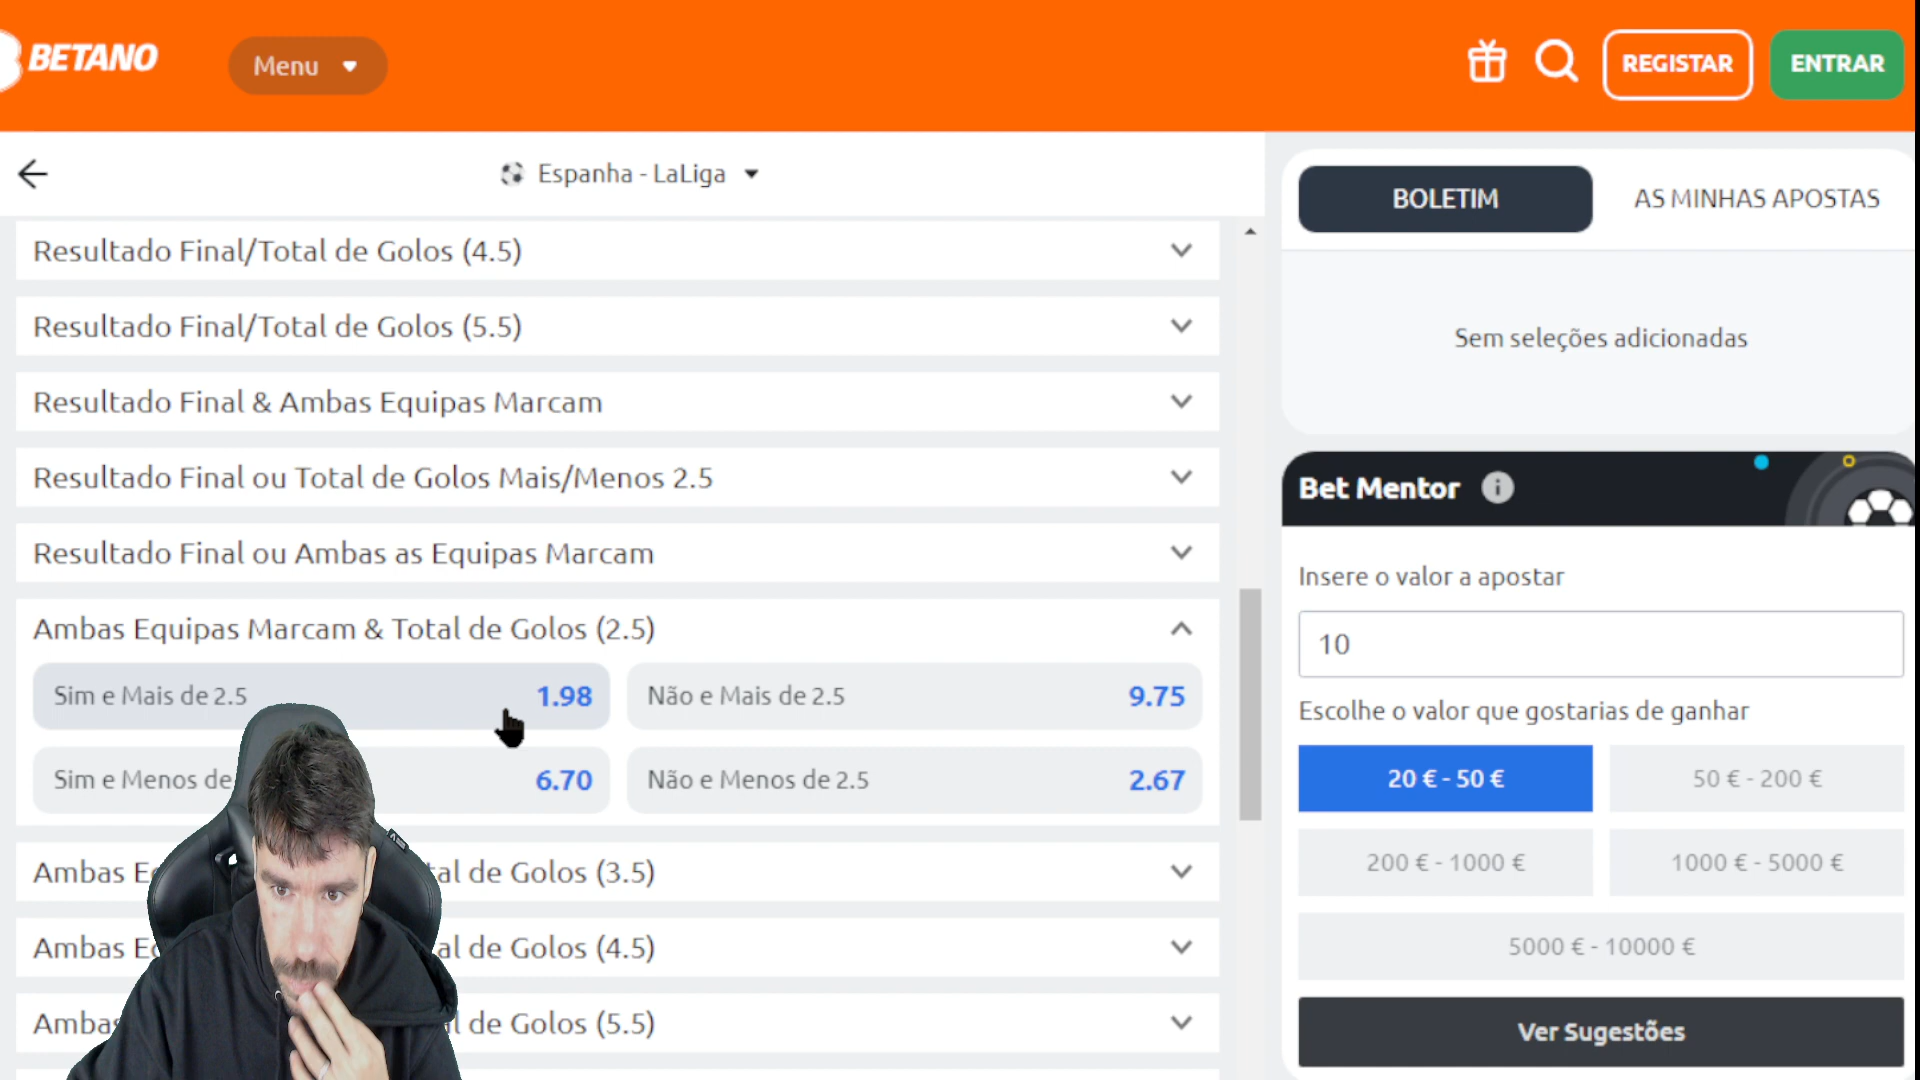 BETANO
Menu
REGISTAR
ENTRAR
Espanha - LaLiga
BOLETIM
AS MINHAS APOSTAS
Sem seleções adicionadas
Resultado Final/Total de Golos (4.5)
Resultado Final/Total de Golos (5.5)
Resultado Final & Ambas Equipas Marcam
Resultado Final ou Total de Golos Mais/Menos 2.5
Resultado Final ou Ambas as Equipas Marcam
Ambas Equipas Marcam & Total de Golos (2.5)
Sim e Mais de 2.5 1.98
Não e Mais de 2.5 9.75
Sim e Menos de 6.70
Não e Menos de 2.5 2.67
Ambas de Golos (3.5)
Ambas de Golos (4.5)
de Golos (5.5)
Bet Mentor
Insere o valor a apostar
10
Escolhe o valor que gostarias de ganhar
20 € - 50 €
50 € - 200 €
200 € - 1000 €
1000 € - 5000 €
5000 € - 10000 €
Ver Sugestões